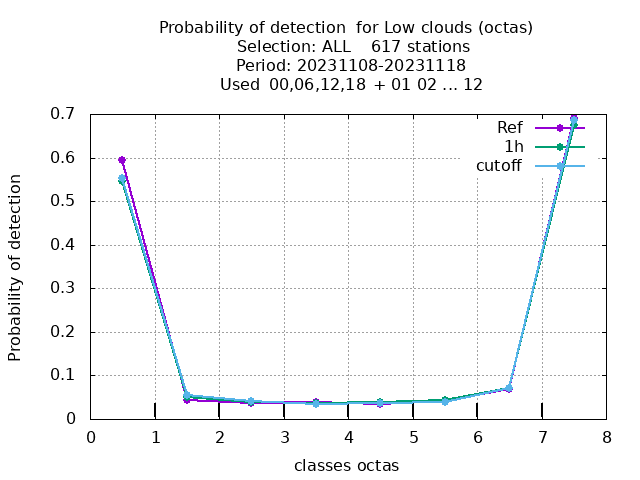 Probability of detection  for Low clouds (octas)
Selection: ALL    617 stations
Period: 20231108-20231118
Used  00,06,12,18  + 01 02 ... 12
Ref
1h
cutoff
0.7
0.6
0.5
0.4
0.3
0.2
0.1
0
Probability of detection
0 1 2 3 4 5 6 7 8
classes octas